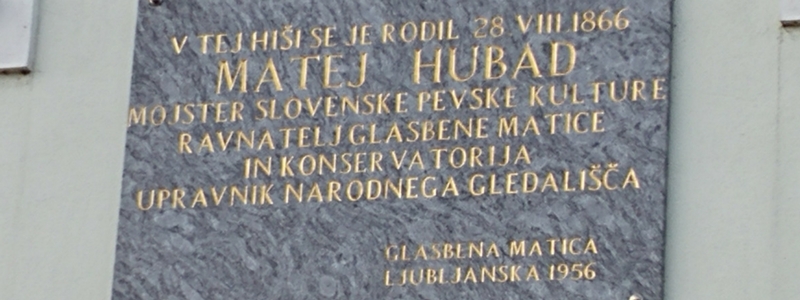 V TEJ HIŠI SE JE RODIL 28 VIII 1866
MATEJ HUBAD
MOJSTER SLOVENSKE PEVSKE KULTURE
RAVNATELJ GLASBENE MATICE
IN KONSERVATORIJA
UPRAVNIK NARODNEGA GLEDALIŠČA
GLASBENA MATICA
LJUBLJANSKA 1956